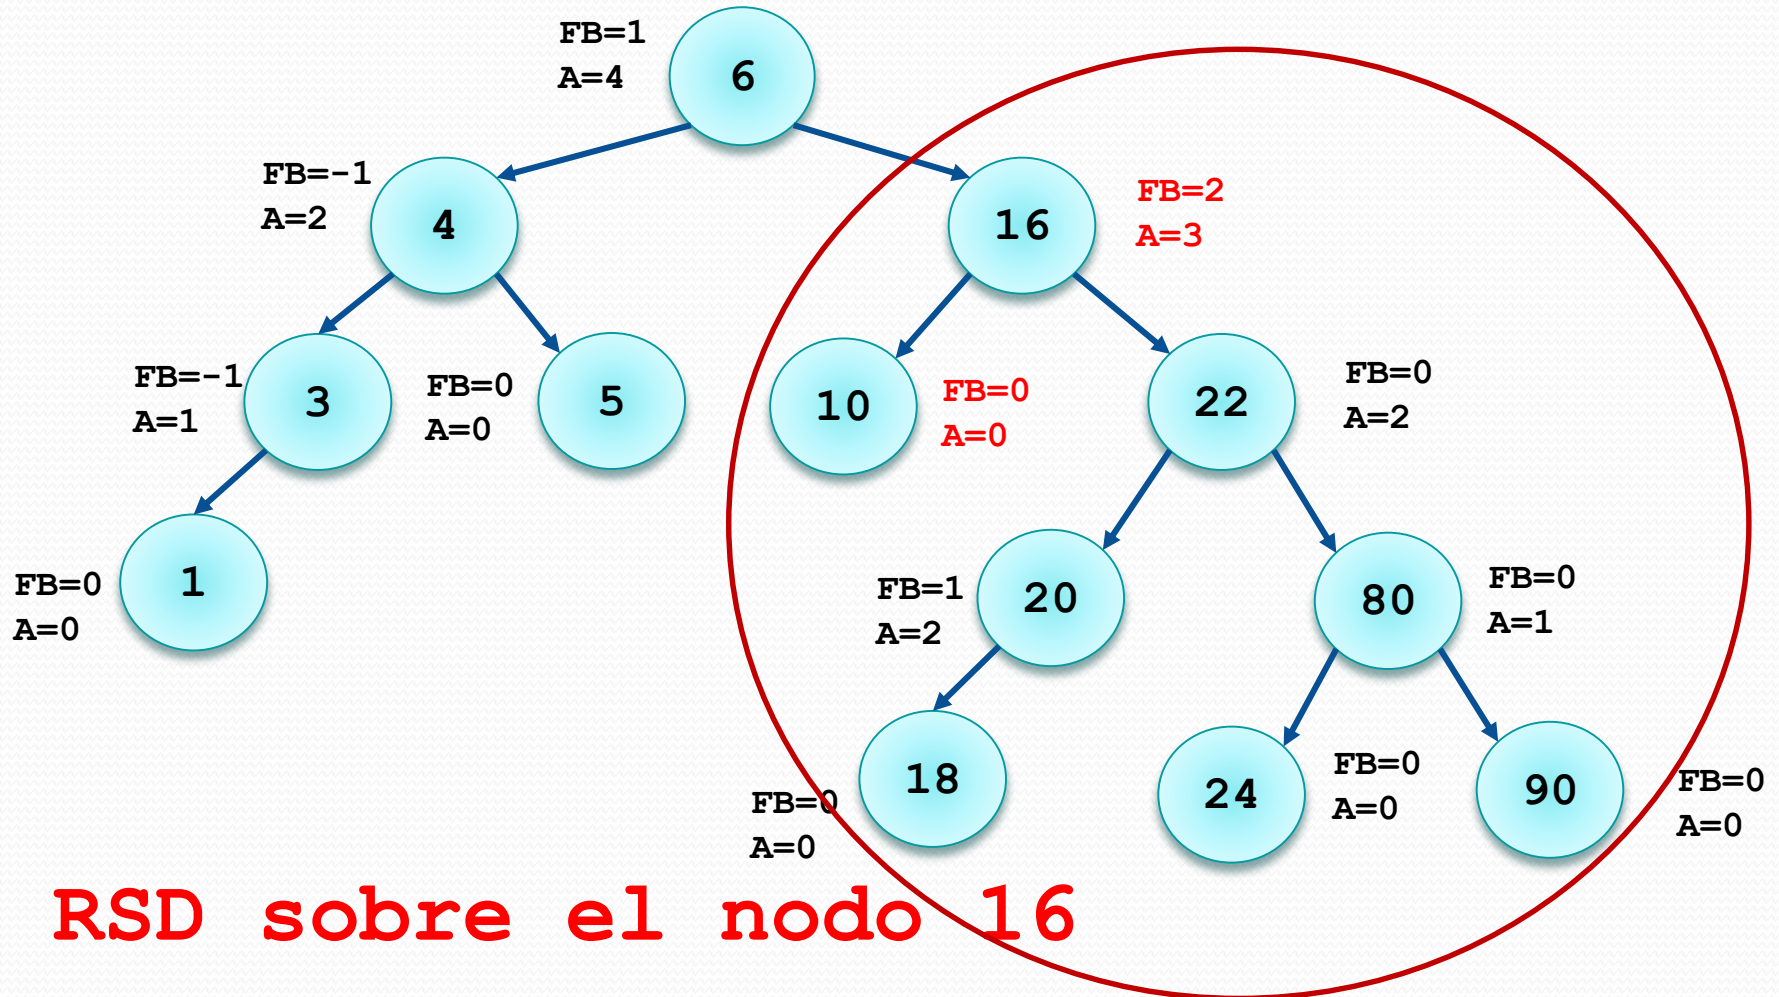 FB=1
A=4
6
FB=-1
A=2
4
16
FB=2
A=3
FB=-1
A=1
3
FB=0
A=0
5
10
FB=0
A=0
22
FB=0
A=2
FB=0
A=0
1
FB=1
A=2
20
80
FB=0
A=1
FB=0
A=0
18
24
FB=0
A=0
90
FB=0
A=0
RSD sobre el nodo 16